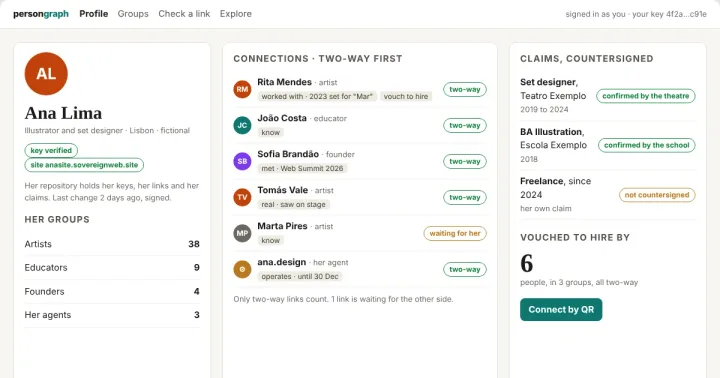 persongraph Profile Groups Check a link Explore signed in as you · your key 4f2a...c91e
AL
Ana Lima
Illustrator and set designer · Lisbon · fictional
key verified
site anasite.sovereignweb.site
Her repository holds her keys, her links and her
claims. Last change 2 days ago, signed.
HER GROUPS
Artists 38
Educators 9
Founders 4
Her agents 3
CONNECTIONS · TWO-WAY FIRST
RM Rita Mendes · artist
worked with · 2023 set for "Mar" vouch to hire
two-way
JC João Costa · educator
know
two-way
SB Sofia Brandão · founder
met · Web Summit 2026
two-way
TV Tomás Vale · artist
real · saw on stage
two-way
MP Marta Pires · artist
know
waiting for her
ana.design · her agent
operates · until 30 Dec
two-way
Only two-way links count. 1 link is waiting for the other side.
CLAIMS, COUNTERSIGNED
Set designer,
Teatro Exemplo
2019 to 2024
confirmed by the theatre
BA Illustration,
Escola Exemplo
2018
confirmed by the school
Freelance, since
2024
her own claim
not countersigned
VOUCHED TO HIRE BY
6
people, in 3 groups, all two-way
Connect by QR